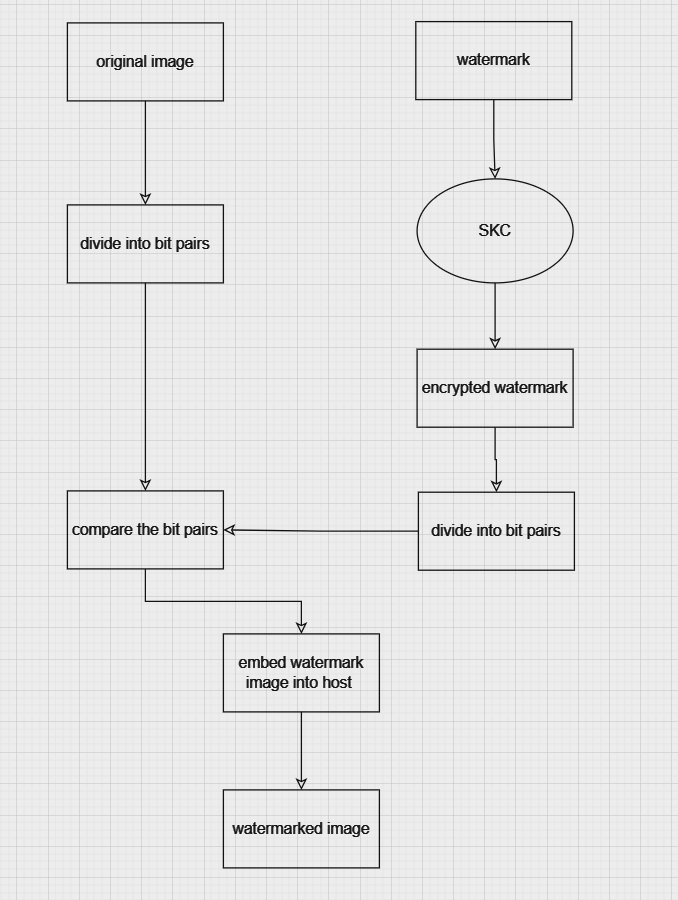 original image
watermark
SKC
divide into bit pairs
encrypted watermark
compare the bit pairs
divide into bit pairs
embed watermark
image into host
watermarked image